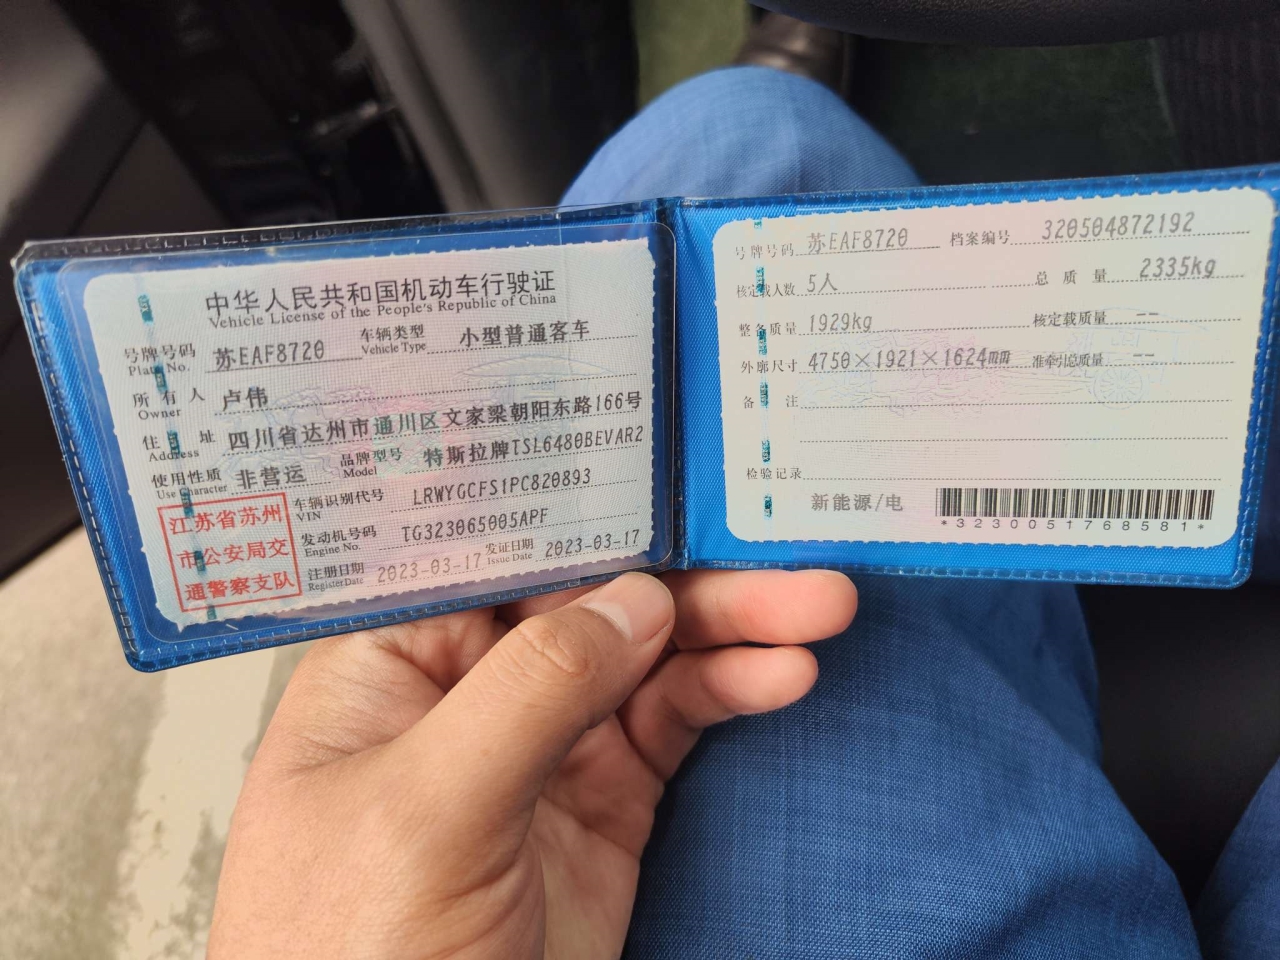 中华人民共和国机动车行驶证
Vehicle License of the People's Republic of China
号牌号码 苏EAF8720 车辆类型 小型普通客车
Plate No. Vehicle Type
所有人 卢伟
Owner
住址 四川省达州市通川区文家梁朝阳东路166号
Address
使用性质 非营运 品牌型号 特斯拉牌TSL6480BEVAR2
Use Character Model
江苏省苏州
市公安局交
通警察支队
车辆识别代号 LRWYGCFS1PC820893
VIN
发动机号码 TG323065005APF
Engine No.
注册日期 2023-03-17 发证日期 2023-03-17
Register Date Issue Date
号牌号码 苏EAF8720 档案编号 320504872192
核定载人数 5人 总质量 2335kg
整备质量 1929kg 核定载质量 --
外廓尺寸 4750×1921×1624mm 准牵引总质量 --
备注
检验记录
新能源/电
*3230051768581*